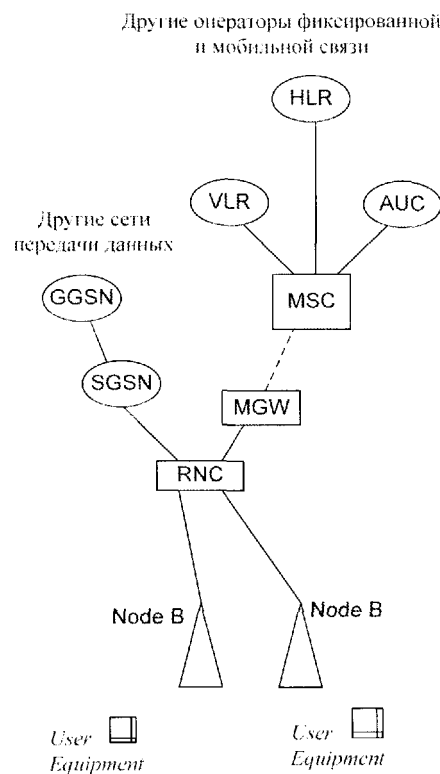 Другие операторы фиксированной
и мобильной связи
HLR
VLR
AUC
Другие сети
передачи данных
GGSN
MSC
SGSN
MGW
RNC
Node B
Node B
User
Equipment
User
Equipment